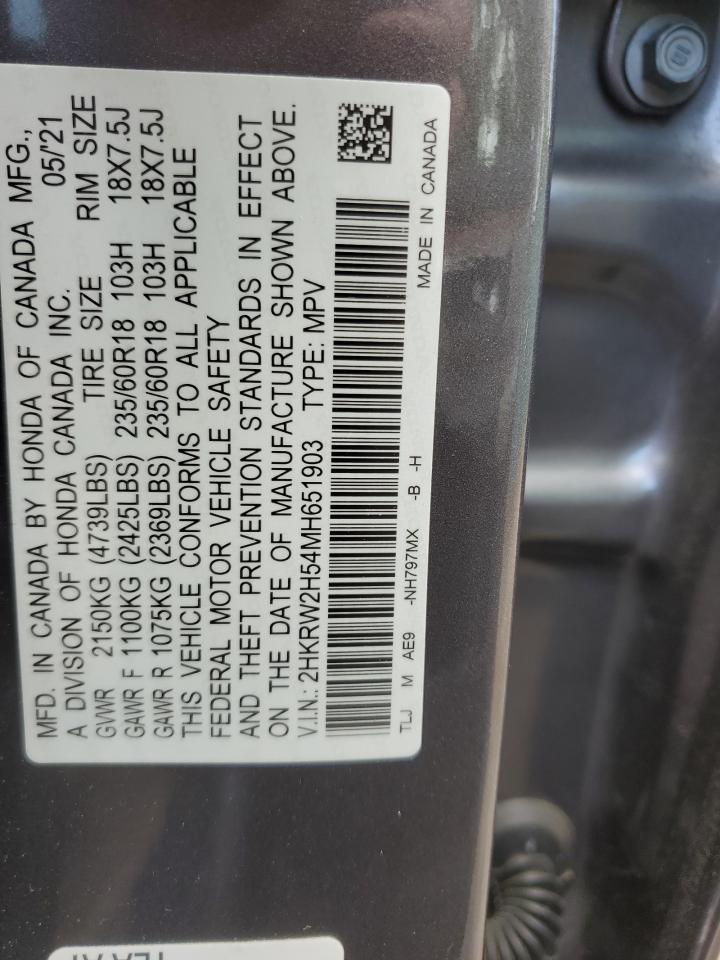 MFD. IN CANADA BY HONDA OF CANADA MFG.,
A DIVISION OF HONDA CANADA INC. 05/'21
GVWR 2150KG (4739LBS) TIRE SIZE RIM SIZE
GAWR F 1100KG (2425LBS) 235/60R18 103H 18X7.5J
GAWR R 1075KG (2369LBS) 235/60R18 103H 18X7.5J
THIS VEHICLE CONFORMS TO ALL APPLICABLE
FEDERAL MOTOR VEHICLE SAFETY
AND THEFT PREVENTION STANDARDS IN EFFECT
ON THE DATE OF MANUFACTURE SHOWN ABOVE.
V.I.N.: 2HKRW2H54MH651903 TYPE: MPV
TLJ M AE9 -NH797MX -B -H
MADE IN CANADA